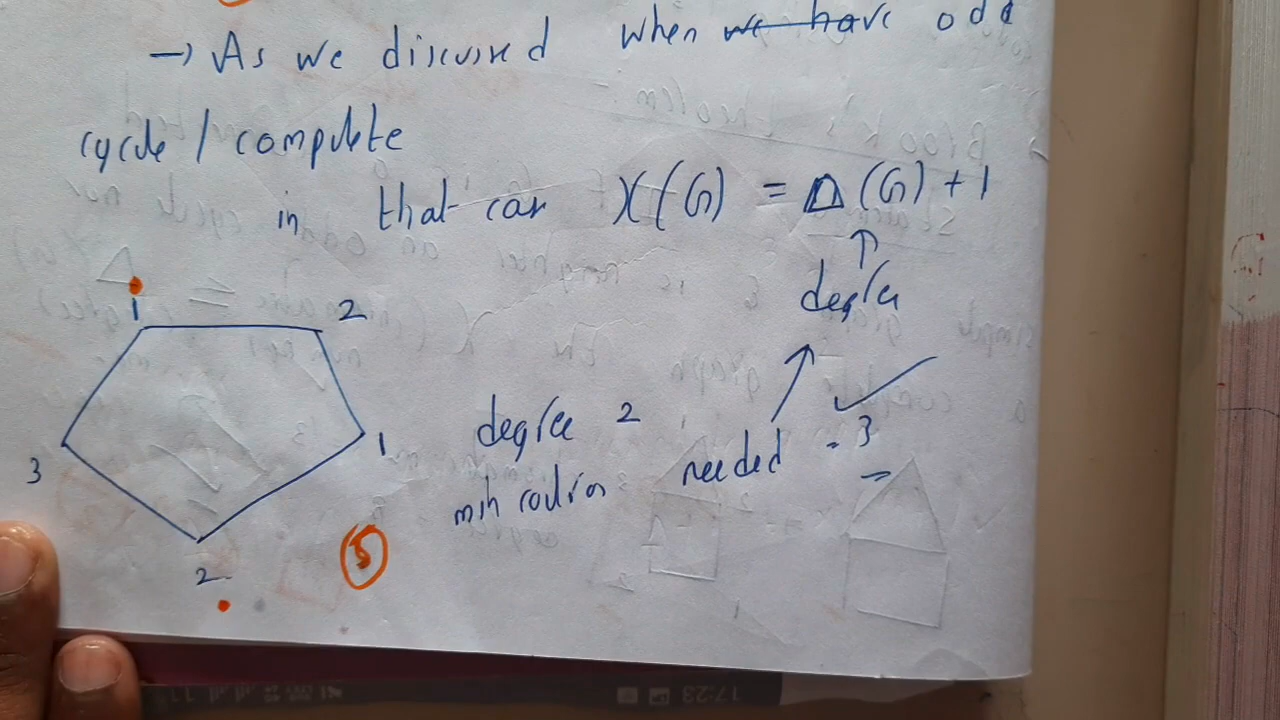 → As we discussed when we have odd
cycle / complete
in that case χ(G) = Δ(G) + 1
degree
1
2
3
1
2
degree 2
min coulrin needed = 3
5